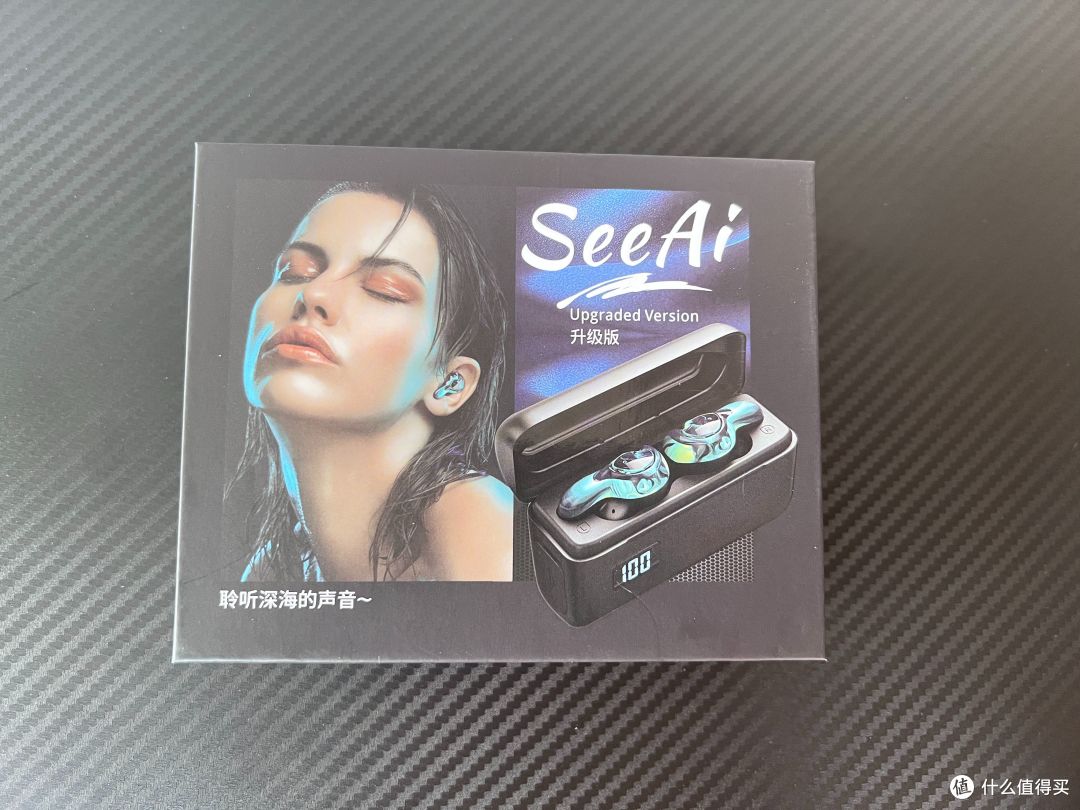 SeeAi
Upgraded Version
升级版
L
R
100
聆听深海的声音~
值 什么值得买